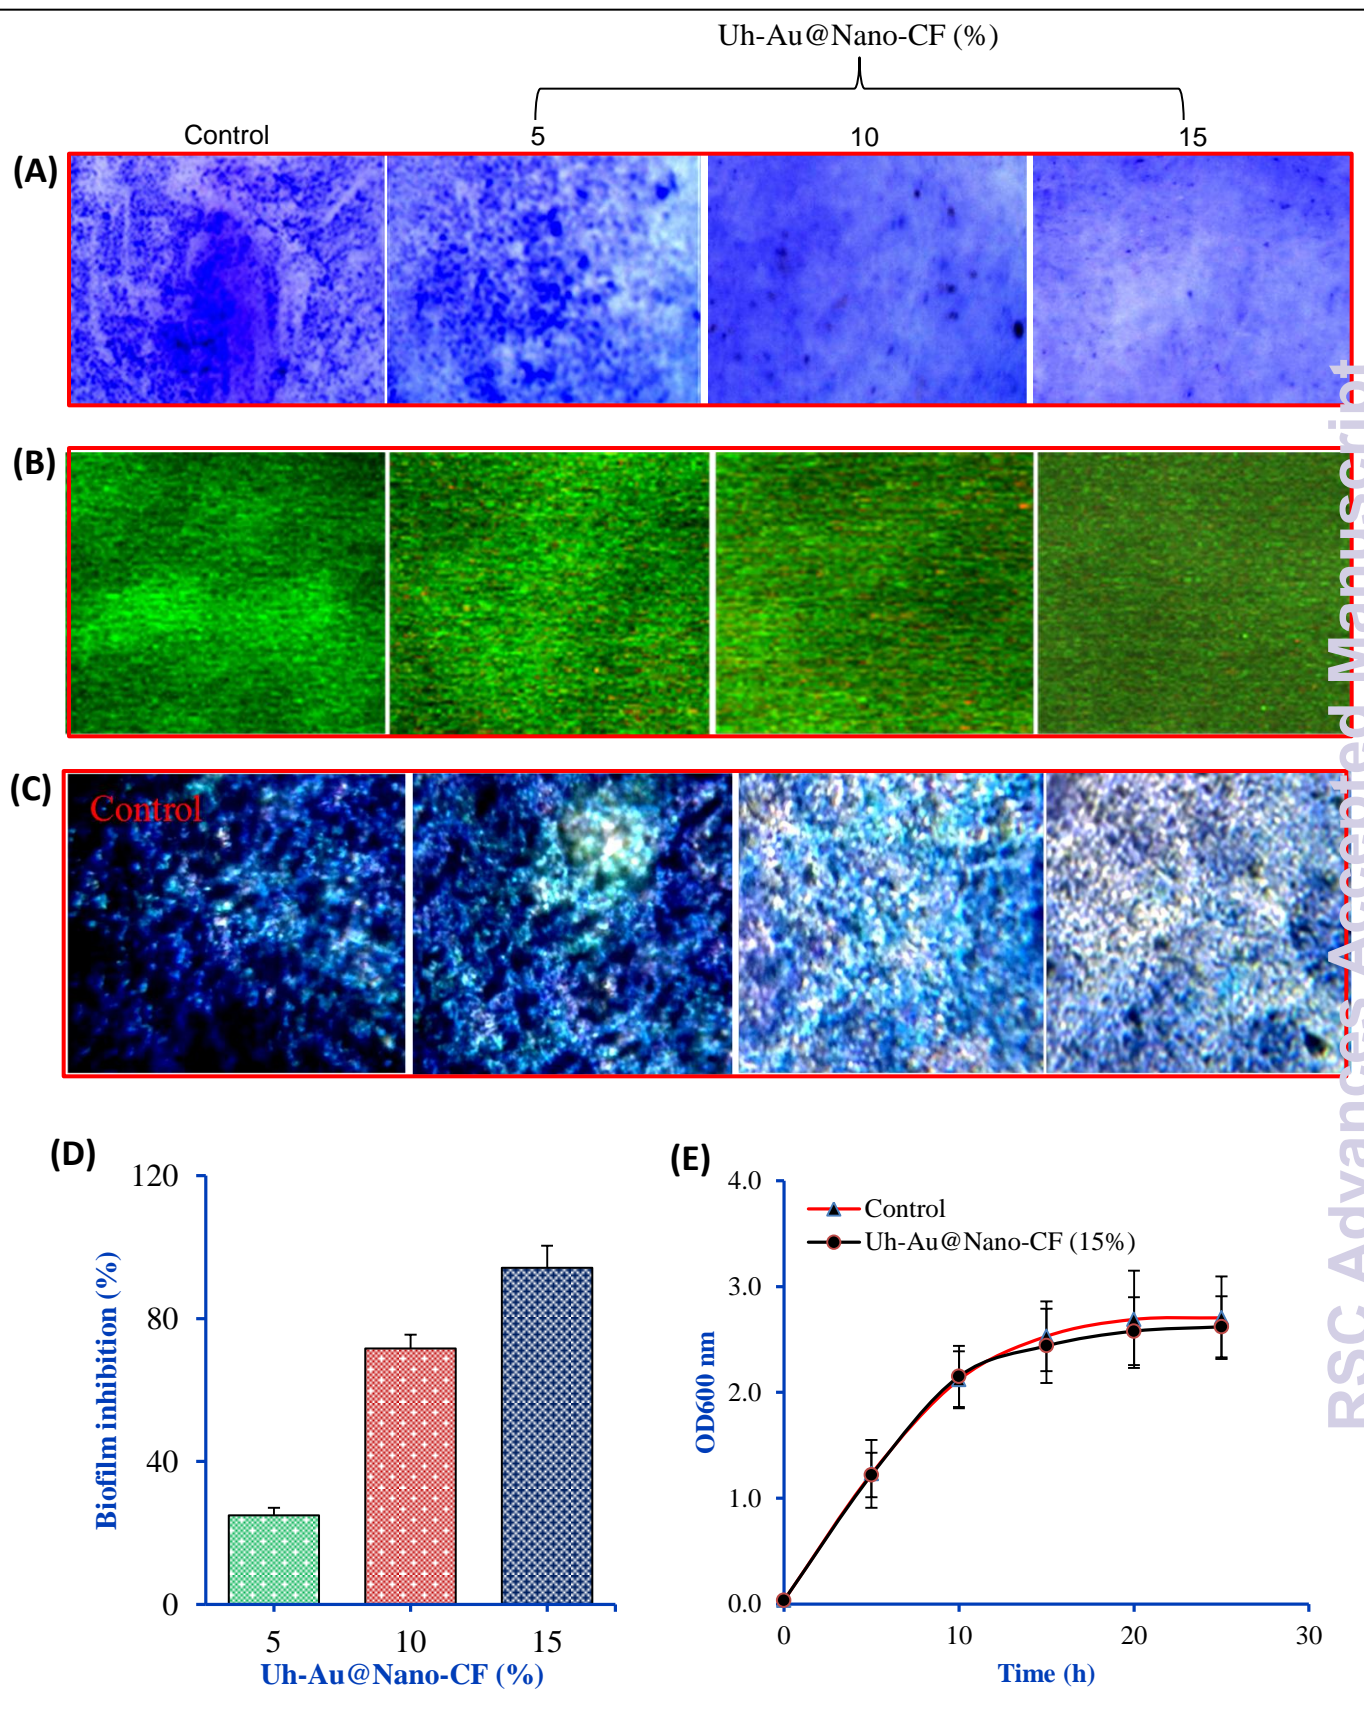 Uh-Au@Nano-CF (%)
Control 5 10 15
(A)
(B)
(C)
Control
(D)
120
80
40
0
Biofilm inhibition (%)
5 10 15
Uh-Au@Nano-CF (%)
(E)
4.0
3.0
2.0
1.0
0.0
OD600 nm
Control
Uh-Au@Nano-CF (15%)
0 10 20 30
Time (h)
RSC Advances Accepted Manuscript